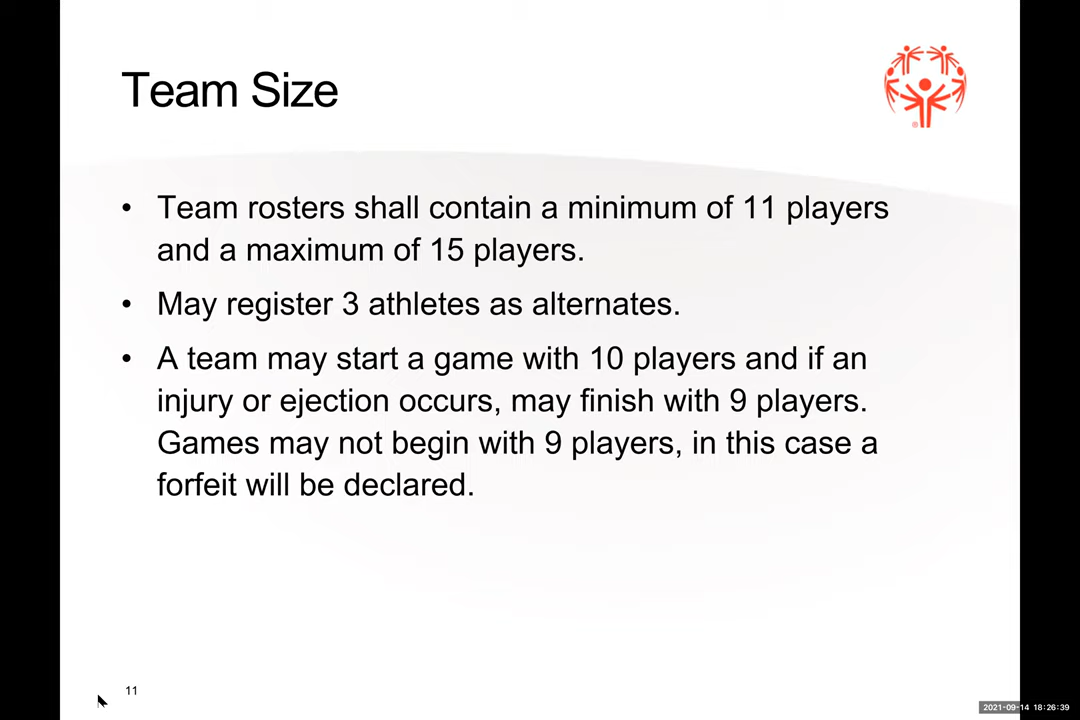 Team Size
• Team rosters shall contain a minimum of 11 players
and a maximum of 15 players.
• May register 3 athletes as alternates.
• A team may start a game with 10 players and if an
injury or ejection occurs, may finish with 9 players.
Games may not begin with 9 players, in this case a
forfeit will be declared.
11
2021-09-14 18:26:39
®